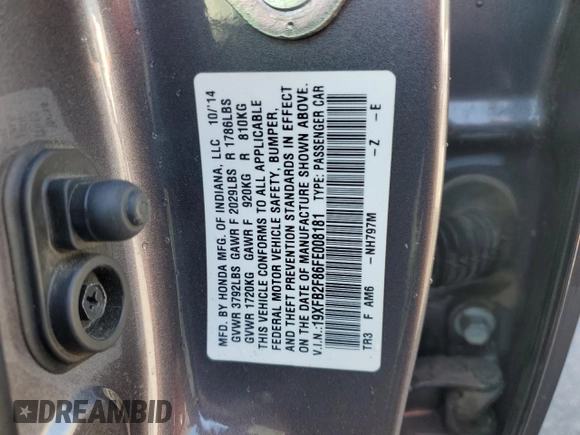 MFD. BY HONDA MFG. OF INDIANA, LLC 10/'14
GVWR 3792LBS GAWR F 2029LBS R 1786LBS
GVWR 1720KG GAWR F 920KG R 810KG
THIS VEHICLE CONFORMS TO ALL APPLICABLE
FEDERAL MOTOR VEHICLE SAFETY, BUMPER,
AND THEFT PREVENTION STANDARDS IN EFFECT
ON THE DATE OF MANUFACTURE SHOWN ABOVE.
V.I.N.:19XFB2F86FE008161 TYPE: PASSENGER CAR
TR3 F AM6 -NH797M -Z -E
DREAMBID